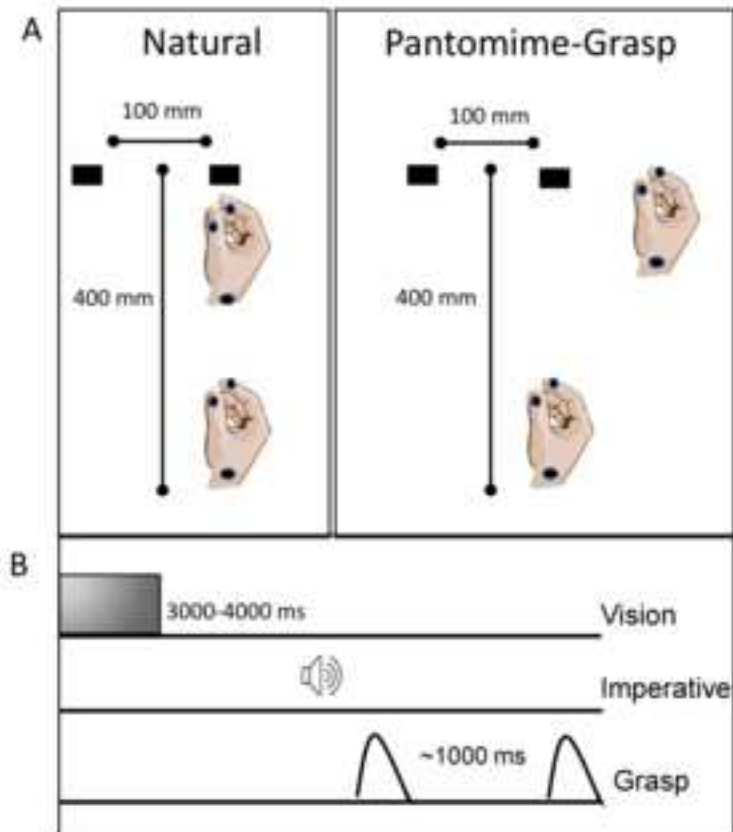 A
Natural
100 mm
400 mm
Pantomime-Grasp
100 mm
400 mm
B
3000-4000 ms
Vision
Imperative
~1000 ms
Grasp